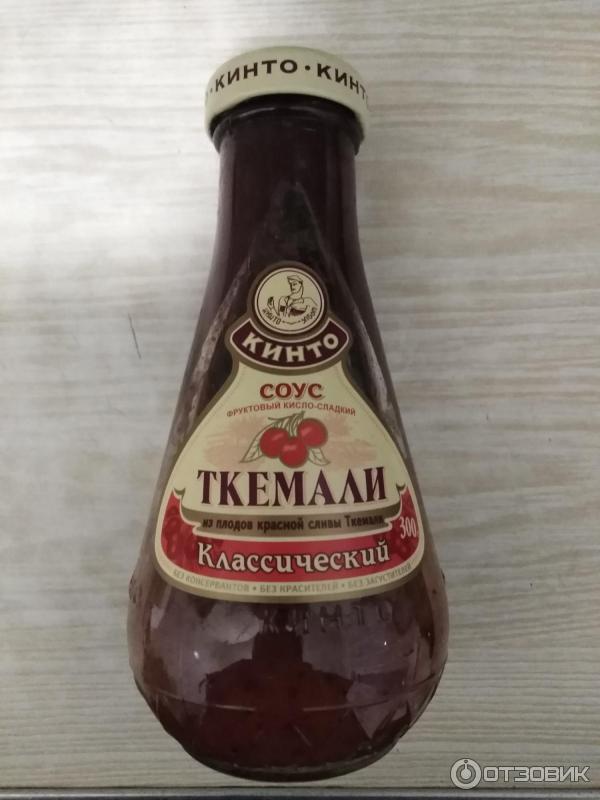 КИНТО · КИНТО
КИНТО
СОУС
ФРУКТОВЫЙ КИСЛО-СЛАДКИЙ
ТКЕМАЛИ
из плодов красной сливы Ткемали
300
Классический
БЕЗ КОНСЕРВАНТОВ • БЕЗ КРАСИТЕЛЕЙ • БЕЗ ЗАГУСТИТЕЛЕЙ
КИНТО
ОТЗОВИК